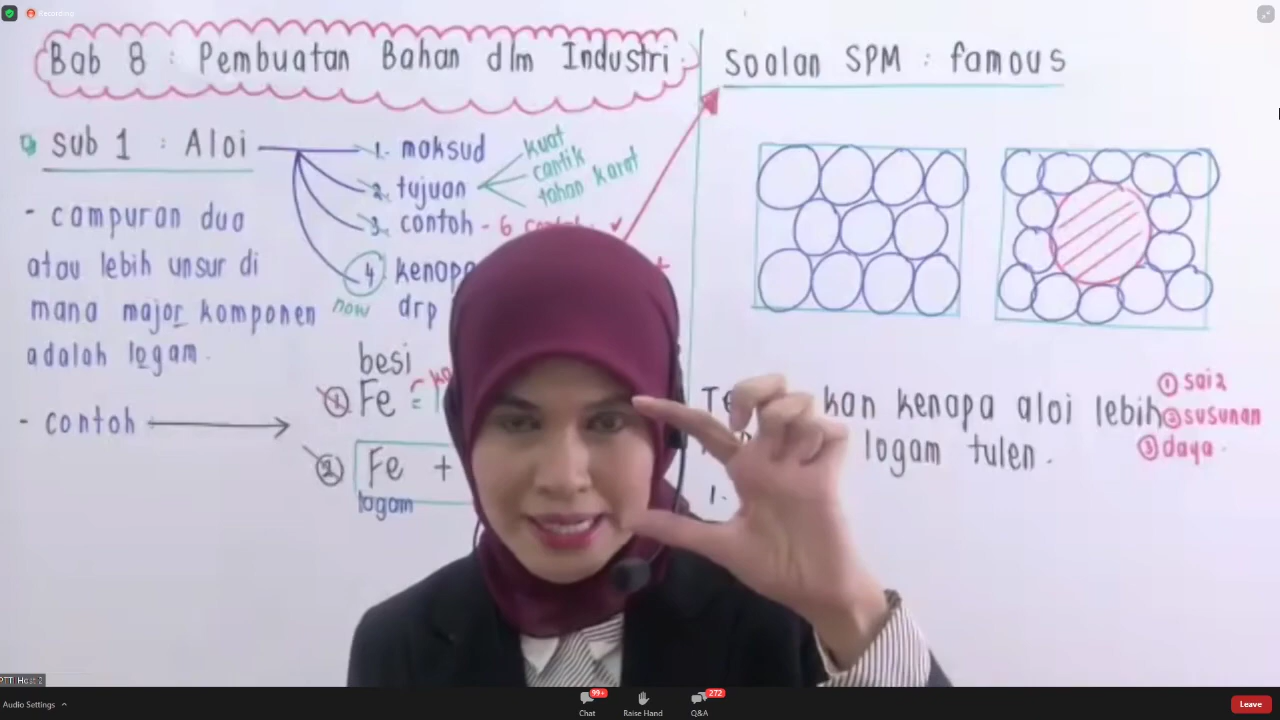 Recording
Bab 8 : Pembuatan Bahan dlm Industri
Sub 1 : Aloi
1. maksud
2. tujuan
kuat
cantik
tahan karat
3. contoh - 6
4 kenapa
now drp
- campuran dua
atau lebih unsur di
mana major komponen
adalah logam.
- contoh
besi
1 Fe =
2 Fe +
logam
Soalan SPM : famous
kan kenapa aloi lebih
logam tulen.
1 saiz
2 susunan
3 daya.
1.
Audio Settings
99+
Chat
Raise Hand
272
Q&A
Leave